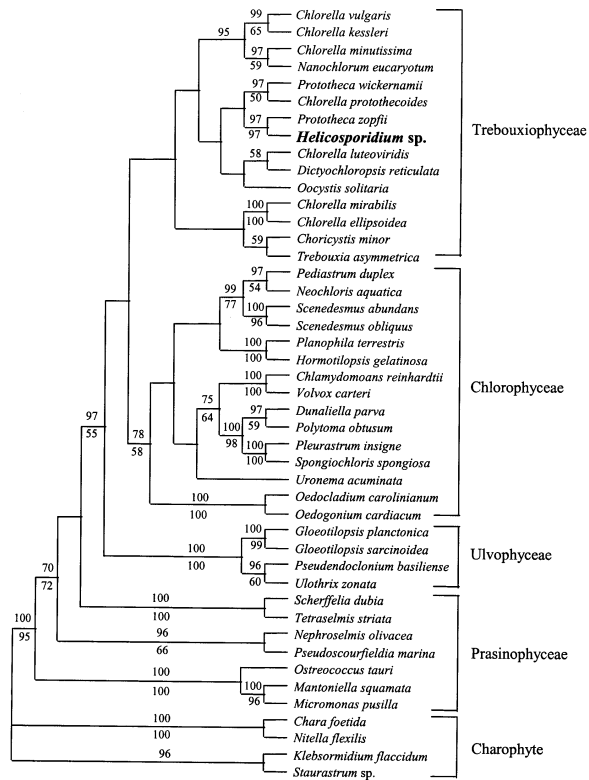 99
Chlorella vulgaris
95
65
Chlorella kessleri
97
Chlorella minutissima
59
Nanochlorum eucaryotum
97
Prototheca wickernamii
50
Chlorella protothecoides
97
Prototheca zopfii
97
Helicosporidium sp.
Trebouxiophyceae
58
Chlorella luteoviridis
Dictyochloropsis reticulata
Oocystis solitaria
100
Chlorella mirabilis
100
Chlorella ellipsoidea
59
Choricystis minor
Trebouxia asymmetrica
97
Pediastrum duplex
99
54
Neochloris aquatica
77
100
Scenedesmus abundans
96
Scenedesmus obliquus
100
Planophila terrestris
100
Hormotilopsis gelatinosa
100
Chlamydomoans reinhardtii
Chlorophyceae
75
100
Volvox carteri
64
97
Dunaliella parva
97
55
78
58
100
59
Polytoma obtusum
98
100
Pleurastrum insigne
100
Spongiochloris spongiosa
Uronema acuminata
100
Oedocladium carolinianum
100
Oedogonium cardiacum
100
Gloeotilopsis planctonica
100
99
Gloeotilopsis sarcinoidea
Ulvophyceae
100
96
Pseudendoclonium basiliense
60
Ulothrix zonata
70
72
100
Scherffelia dubia
100
Tetraselmis striata
100
95
96
Nephroselmis olivacea
66
Pseudoscourfieldia marina
Prasinophyceae
100
Ostreococcus tauri
100
100
Mantoniella squamata
96
Micromonas pusilla
100
Chara foetida
100
Nitella flexilis
Charophyte
96
Klebsormidium flaccidum
Staurastrum sp.